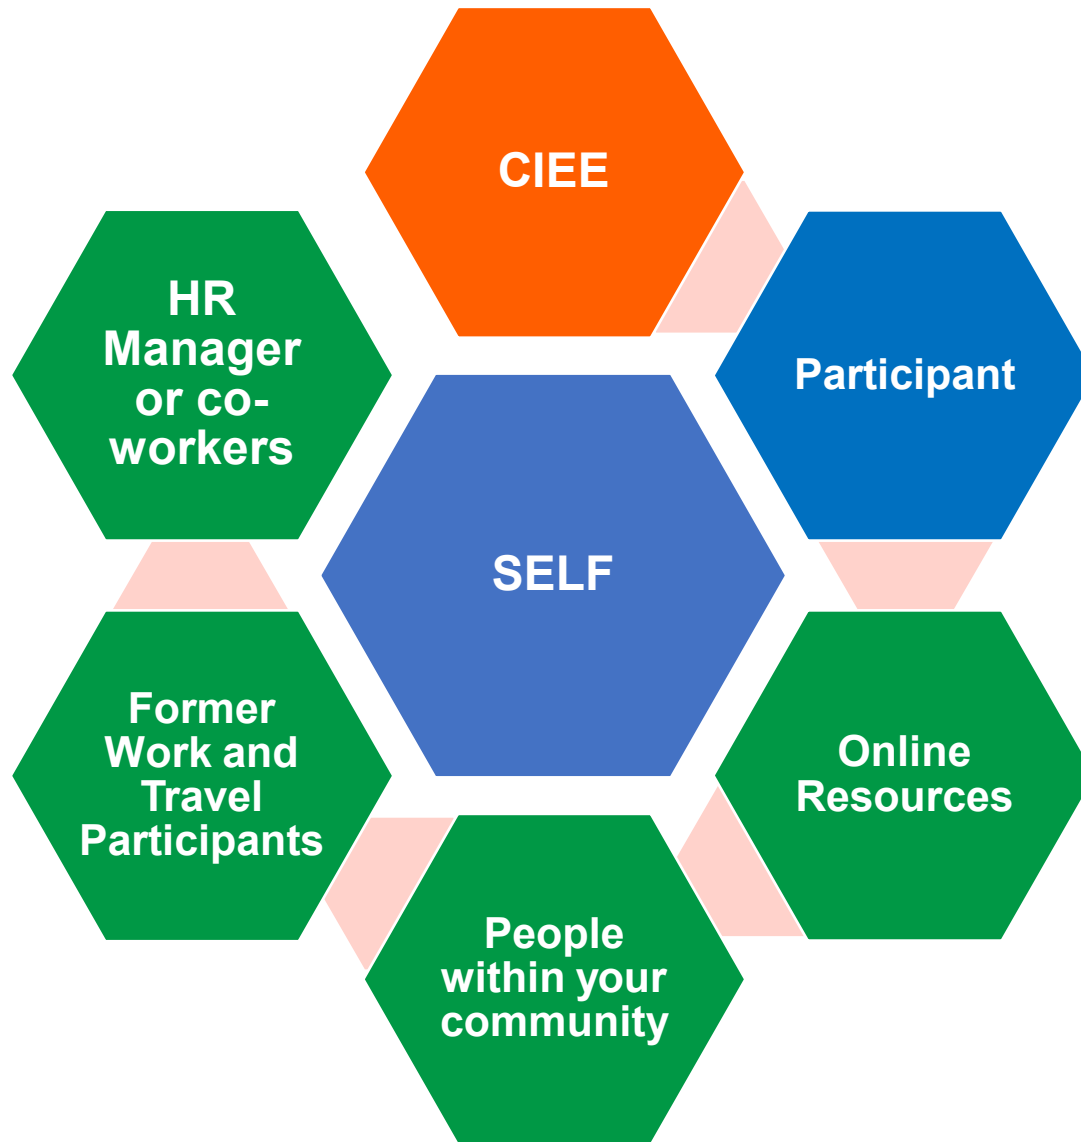 CIEE
HR
Manager
or co-
workers
Participant
SELF
Former
Work and
Travel
Participants
Online
Resources
People
within your
community